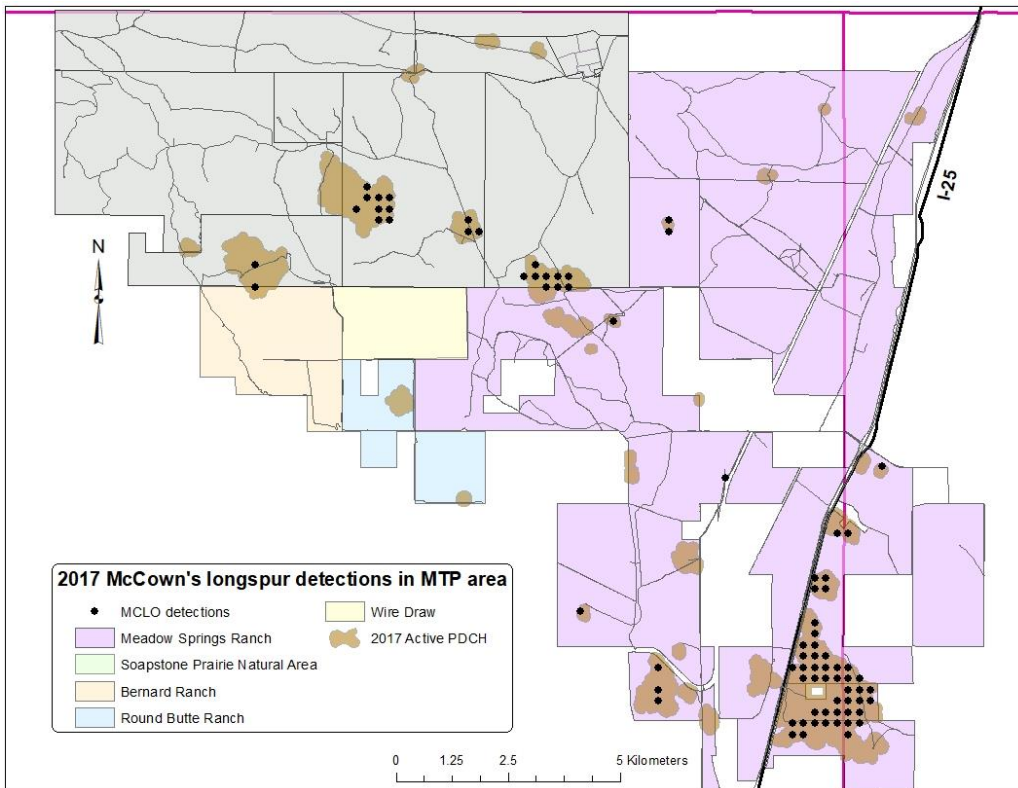 I-25
N
2017 McCown's longspur detections in MTP area
MCLO detections
Meadow Springs Ranch
Soapstone Prairie Natural Area
Bernard Ranch
Round Butte Ranch
Wire Draw
2017 Active PDCH
0 1.25 2.5 5 Kilometers